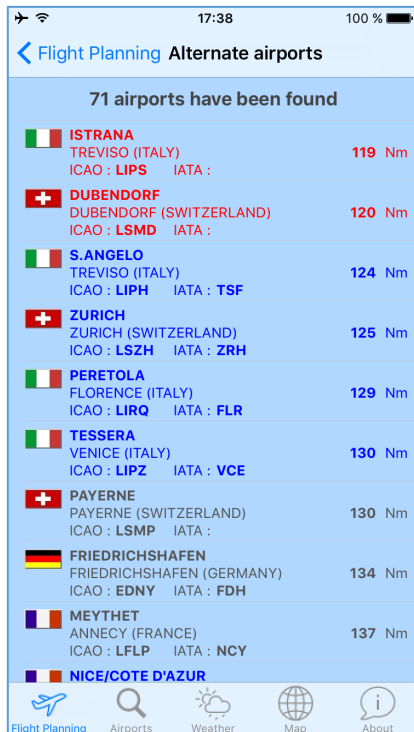 17:38
100 %
Flight Planning Alternate airports
71 airports have been found
ISTRANA
TREVISO (ITALY) 119 Nm
ICAO : LIPS IATA :
DUBENDORF
DUBENDORF (SWITZERLAND) 120 Nm
ICAO : LSMD IATA :
S.ANGELO
TREVISO (ITALY) 124 Nm
ICAO : LIPH IATA : TSF
ZURICH
ZURICH (SWITZERLAND) 125 Nm
ICAO : LSZH IATA : ZRH
PERETOLA
FLORENCE (ITALY) 129 Nm
ICAO : LIRQ IATA : FLR
TESSERA
VENICE (ITALY) 130 Nm
ICAO : LIPZ IATA : VCE
PAYERNE
PAYERNE (SWITZERLAND) 130 Nm
ICAO : LSMP IATA :
FRIEDRICHSHAFEN
FRIEDRICHSHAFEN (GERMANY) 134 Nm
ICAO : EDNY IATA : FDH
MEYTHET
ANNECY (FRANCE) 137 Nm
ICAO : LFLP IATA : NCY
NICE/COTE D'AZUR
Flight Planning Airports Weather Map About